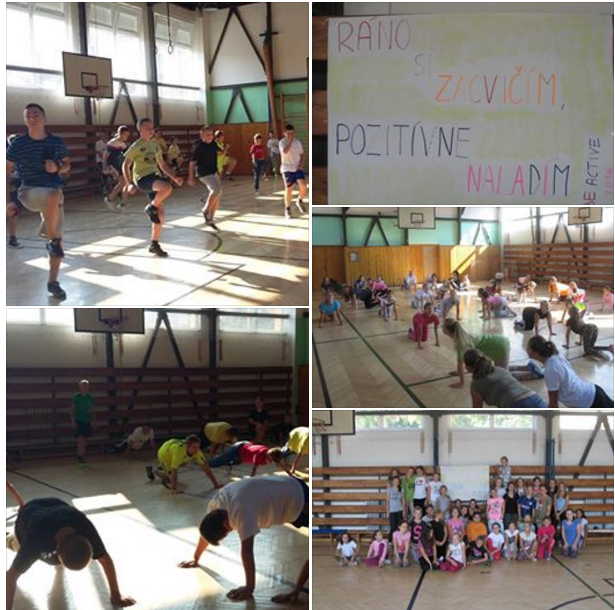 RÁNO
SI
ZACVIČÍM,
POZITÍVNE
NALADÍM
BE ACTIVE